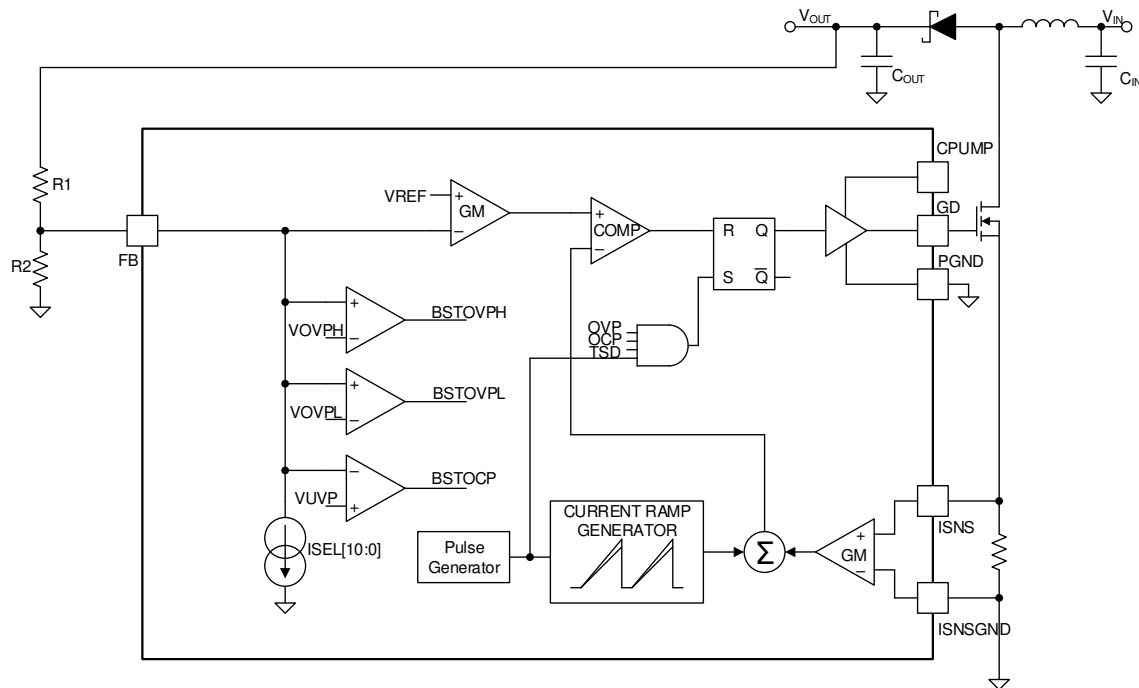 VOUT
VIN
COUT
CIN
CPUMP
R1
VREF
+
GM
−
+
COMP
−
R
Q
S
Q
GD
FB
R2
PGND
+
VOVPH
−
BSTOVPH
OVP
OCP
TSD
+
VOVPL
−
BSTOVPL
−
VUVP
+
BSTOCP
ISEL[10:0]
Pulse
Generator
CURRENT RAMP
GENERATOR
Σ
+
GM
−
ISNS
ISNSGND